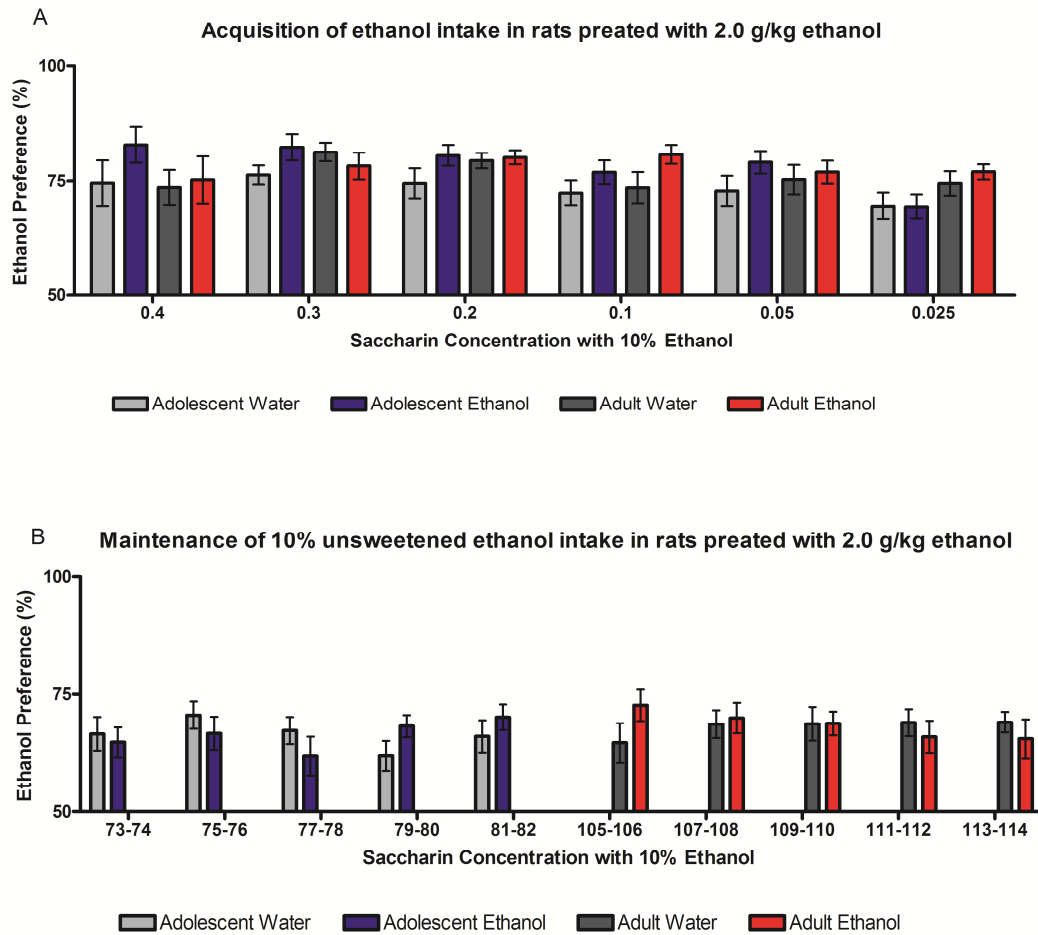 A
Acquisition of ethanol intake in rats preated with 2.0 g/kg ethanol
100
75
50
Ethanol Preference (%)
0.4 0.3 0.2 0.1 0.05 0.025
Saccharin Concentration with 10% Ethanol
Adolescent Water Adolescent Ethanol Adult Water Adult Ethanol
B
Maintenance of 10% unsweetened ethanol intake in rats preated with 2.0 g/kg ethanol
100
75
50
Ethanol Preference (%)
73-74 75-76 77-78 79-80 81-82 105-106 107-108 109-110 111-112 113-114
Saccharin Concentration with 10% Ethanol
Adolescent Water Adolescent Ethanol Adult Water Adult Ethanol